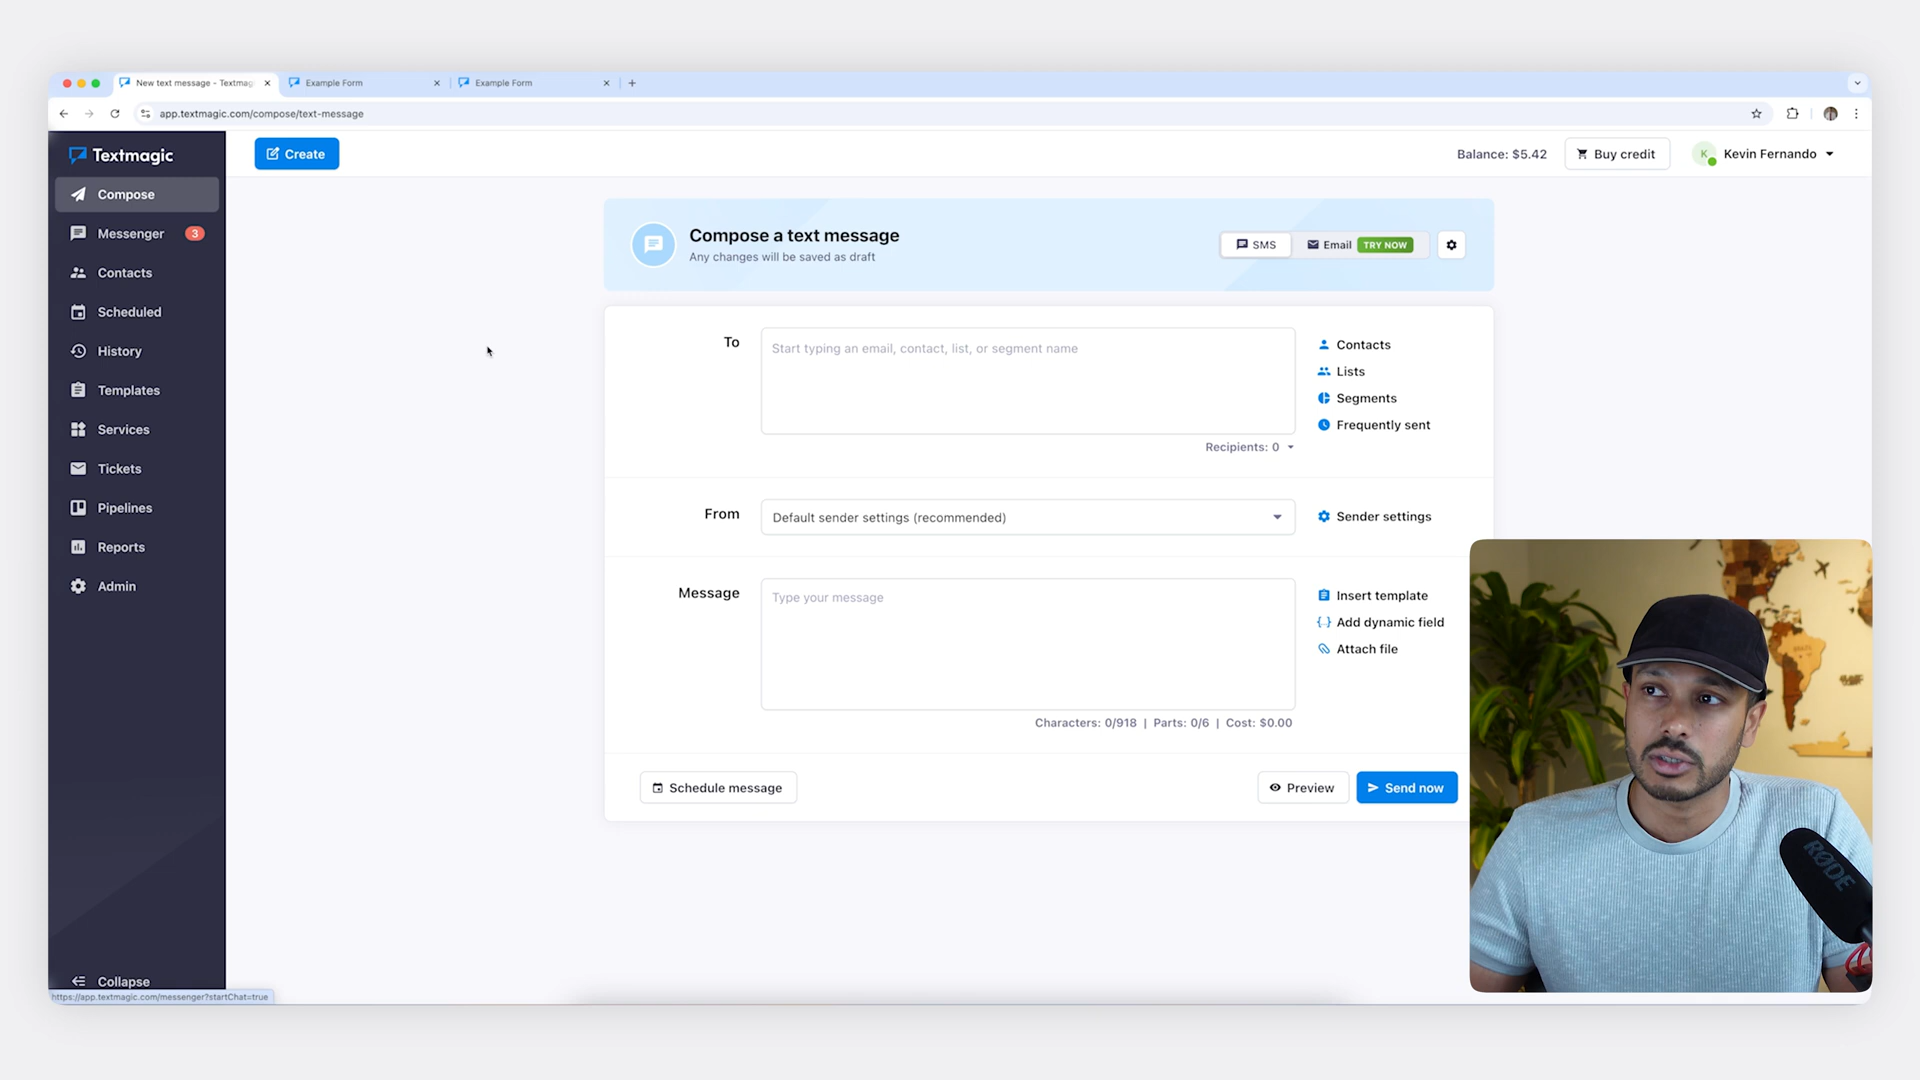 New text message - Textmag
Example Form
Example Form
app.textmagic.com/compose/text-message
Textmagic
Create
Balance: $5.42
Buy credit
K
Kevin Fernando
Compose
Messenger
3
Contacts
Scheduled
History
Templates
Services
Tickets
Pipelines
Reports
Admin
Collapse
https://app.textmagic.com/messenger?startChat=true
Compose a text message
Any changes will be saved as draft
SMS
Email
TRY NOW
To
Start typing an email, contact, list, or segment name
Contacts
Lists
Segments
Frequently sent
Recipients: 0
From
Default sender settings (recommended)
Sender settings
Message
Type your message
Insert template
Add dynamic field
Attach file
Characters: 0/918 | Parts: 0/6 | Cost: $0.00
Schedule message
Preview
Send now
BRAZIL
RØDE